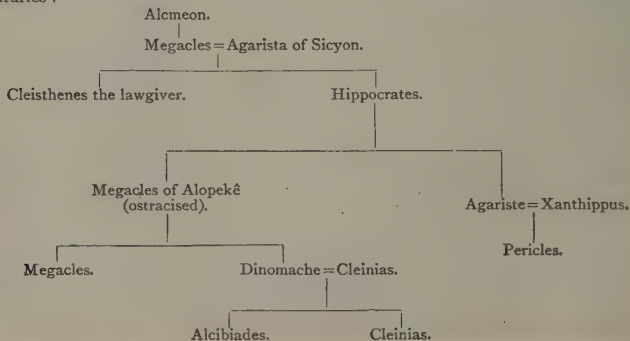 Alcmeon.
Megacles=Agarista of Sicyon.
Cleisthenes the lawgiver. Hippocrates.
Megacles of Alopekê Agariste=Xanthippus.
(ostracised).
Pericles.
Megacles. Dinomache=Cleinias.
Alcibiades. Cleinias.